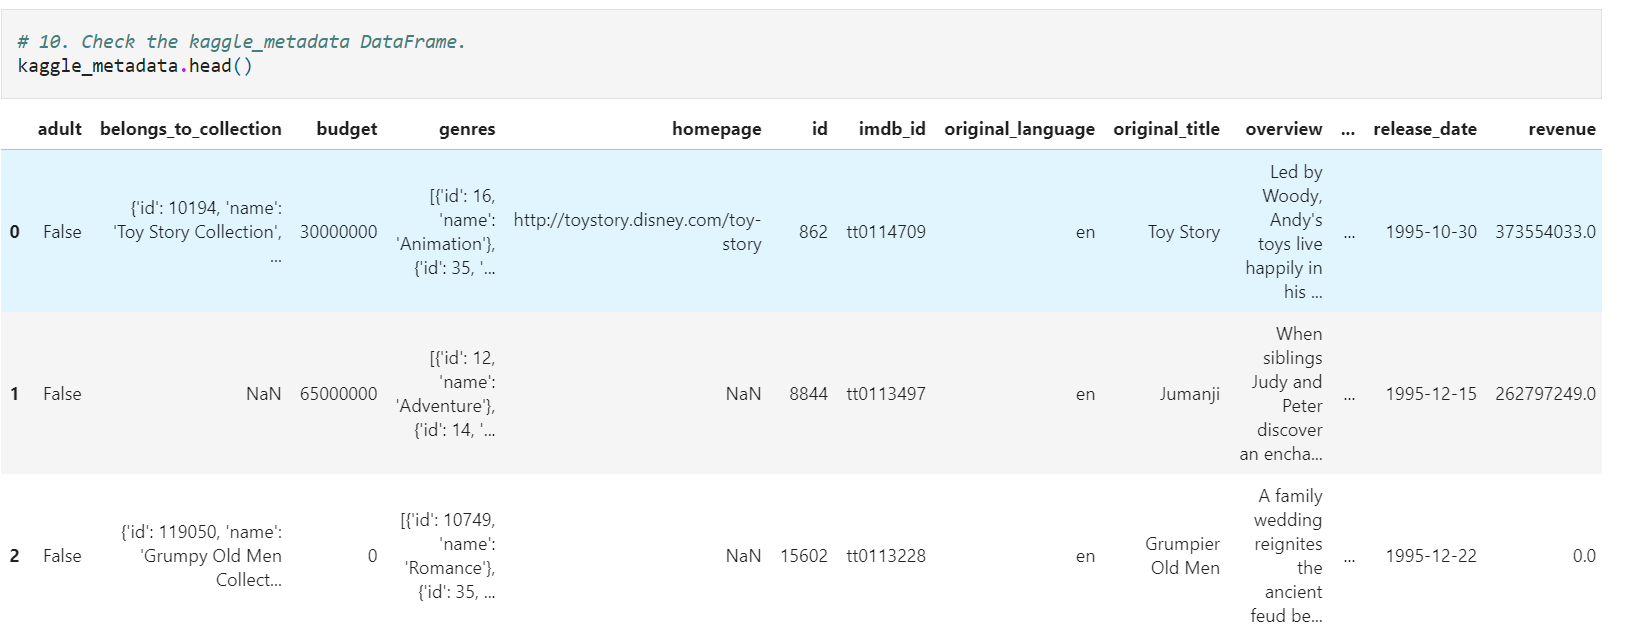 # 10. Check the kaggle_metadata DataFrame.
kaggle_metadata.head()
adult belongs_to_collection budget genres homepage id imdb_id original_language original_title overview ... release_date revenue
0 False {'id': 10194, 'name': 'Toy Story Collection', ... 30000000 [{'id': 16, 'name': 'Animation'}, {'id': 35, '... http://toystory.disney.com/toy-story 862 tt0114709 en Toy Story Led by Woody, Andy's toys live happily in his ... ... 1995-10-30 373554033.0
1 False NaN 65000000 [{'id': 12, 'name': 'Adventure'}, {'id': 14, '... NaN 8844 tt0113497 en Jumanji When siblings Judy and Peter discover an encha... ... 1995-12-15 262797249.0
2 False {'id': 119050, 'name': 'Grumpy Old Men Collect... 0 [{'id': 10749, 'name': 'Romance'}, {'id': 35, ... NaN 15602 tt0113228 en Grumpier Old Men A family wedding reignites the ancient feud be... ... 1995-12-22 0.0